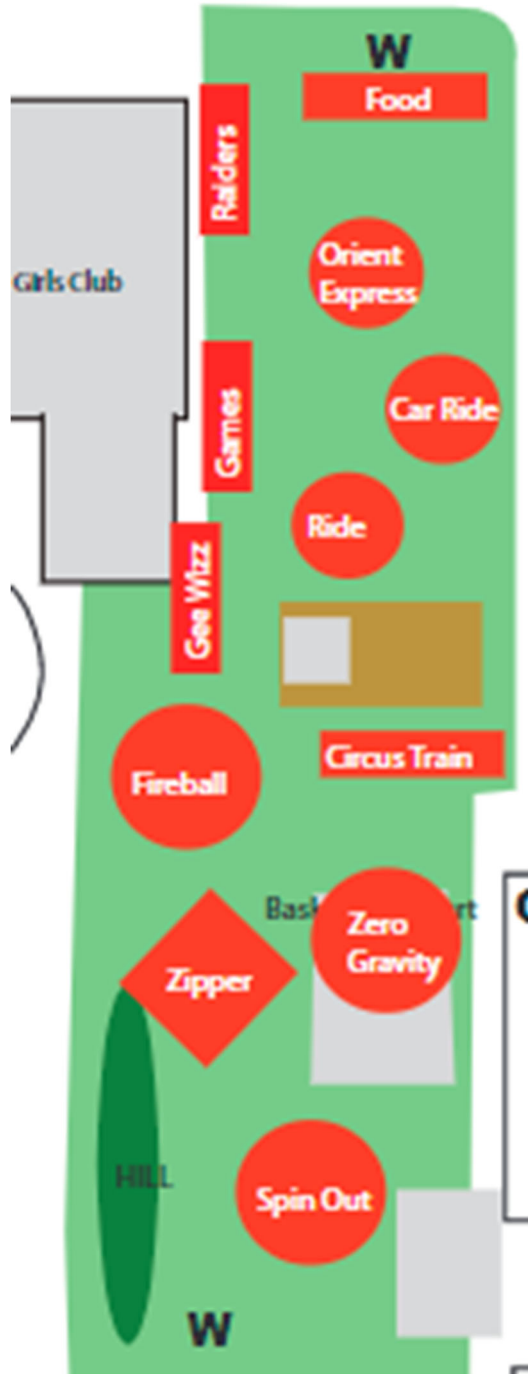 W
Food
Raiders
Orient
Express
Girls Club
Car Ride
Games
Ride
Gee Wizz
Circus Train
Fireball
Zero
Gravity
Zipper
HILL
Spin Out
W